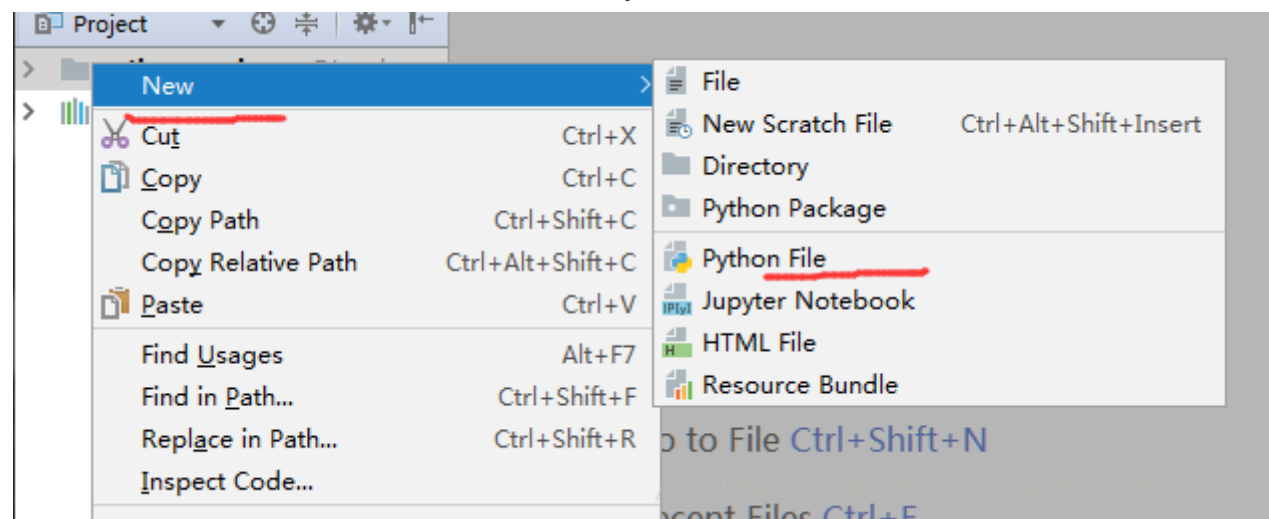 Project
New
Cut Ctrl+X
Copy Ctrl+C
Copy Path Ctrl+Shift+C
Copy Relative Path Ctrl+Alt+Shift+C
Paste Ctrl+V
Find Usages Alt+F7
Find in Path... Ctrl+Shift+F
Replace in Path... Ctrl+Shift+R
Inspect Code...
File
New Scratch File Ctrl+Alt+Shift+Insert
Directory
Python Package
Python File
Jupyter Notebook
HTML File
Resource Bundle
to File Ctrl+Shift+N
Files Ctrl+E